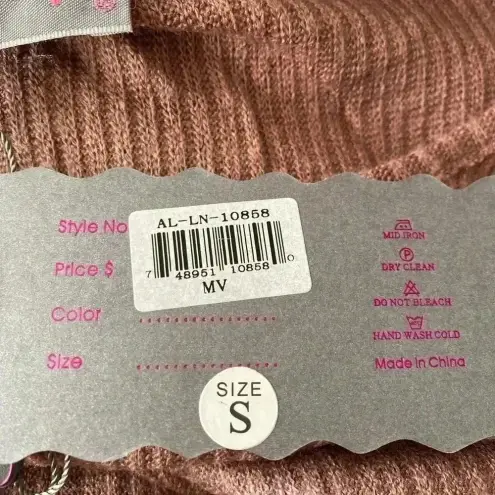 Style No
Price $
Color
Size
AL-LN-10858
7 48951 10858 0
MV
SIZE
S
MID IRON
P
DRY CLEAN
DO NOT BLEACH
HAND WASH COLD
Made in China